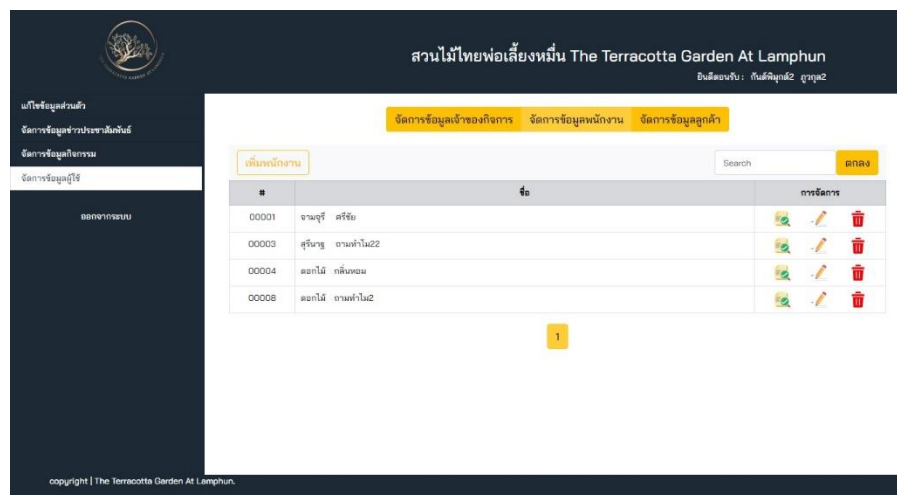 สวนไม้ไทยพ่อเลี้ยงหมื่น The Terracotta Garden At Lamphun
ยินดีตอนรับ : กันต์พิมุกต์2 ภูวกุล2
แก้ไขข้อมูลส่วนตัว
จัดการข้อมูลข่าวประชาสัมพันธ์
จัดการข้อมูลกิจกรรม
จัดการข้อมูลผู้ใช้
ออกจากระบบ
จัดการข้อมูลเจ้าของกิจการ จัดการข้อมูลพนักงาน จัดการข้อมูลลูกค้า
เพิ่มพนักงาน Search ตกลง
# ชื่อ การจัดการ
00001 จามจุรี ศรีชัย
00003 สุรีนาฐ ถามทำไม22
00004 ดอกไม้ กลิ่นหอม
00008 ดอกไม้ ถามทำไม2
1
copyright | The Terracotta Garden At Lamphun.